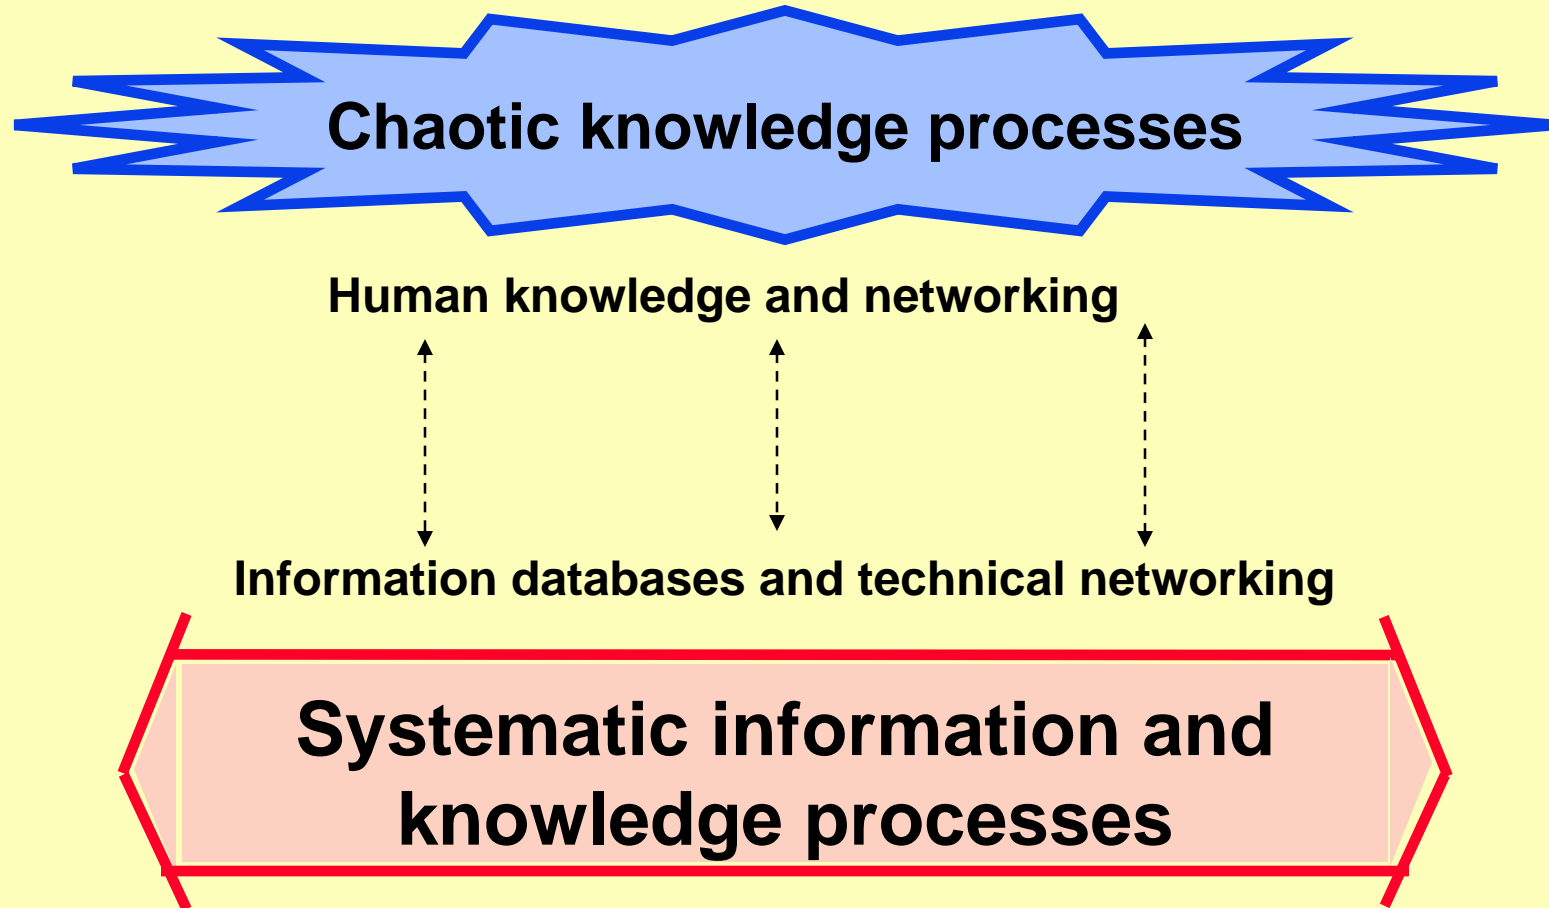 Chaotic knowledge processes
Human knowledge and networking
Information databases and technical networking
Systematic information and
knowledge processes